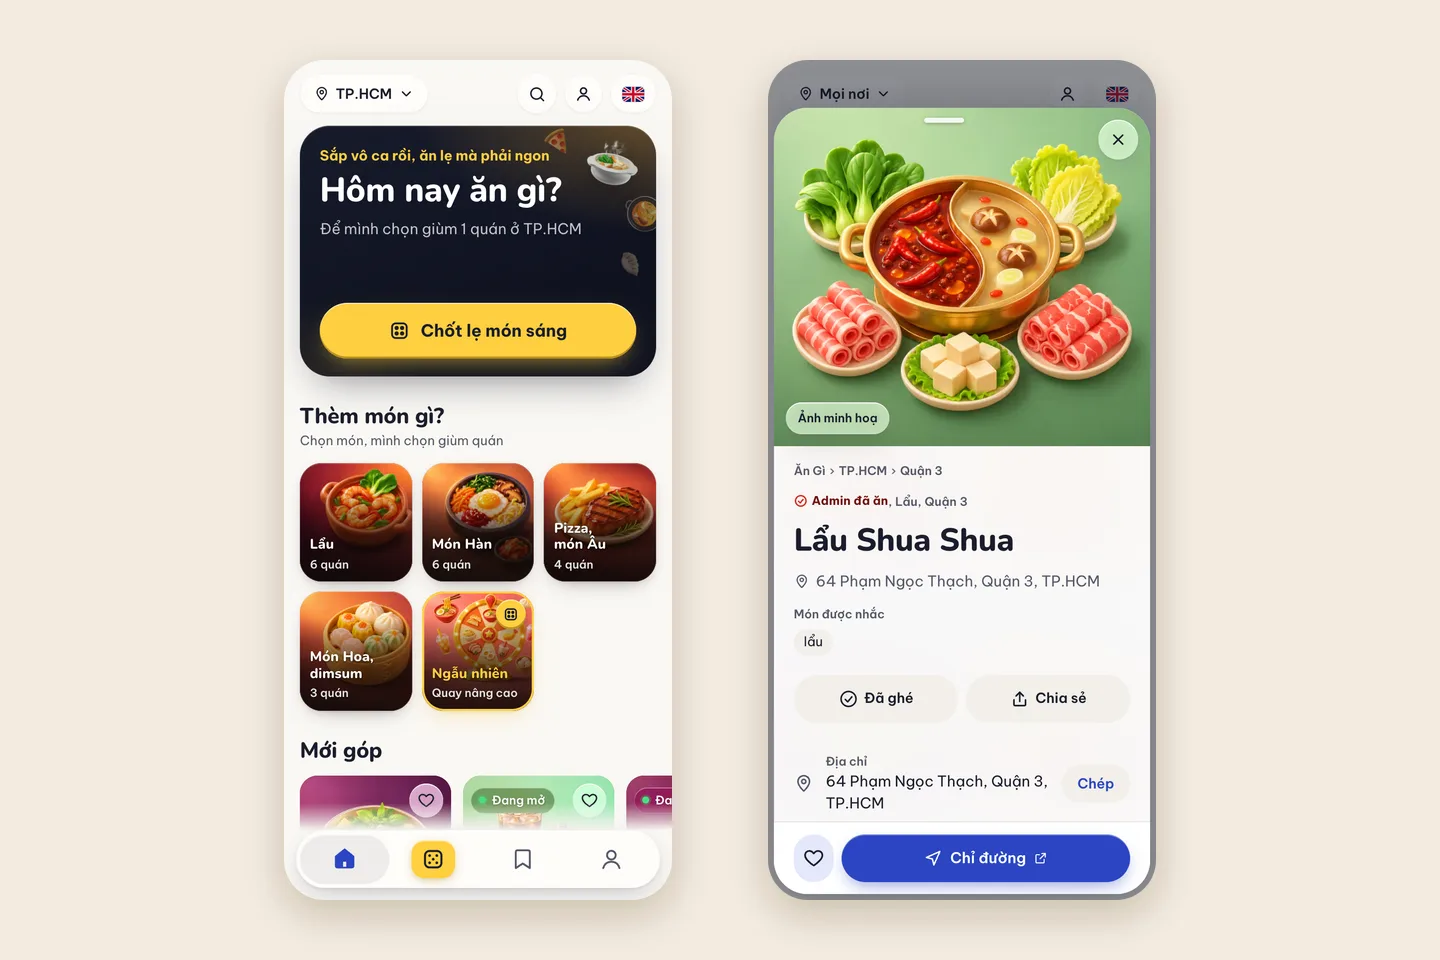 TP.HCM
Sắp vô ca rồi, ăn lẹ mà phải ngon
Hôm nay ăn gì?
Để mình chọn giùm 1 quán ở TP.HCM
Chốt lẹ món sáng
Thèm món gì?
Chọn món, mình chọn giùm quán
Lẩu
6 quán
Món Hàn
6 quán
Pizza,
món Âu
4 quán
Món Hoa,
dimsum
3 quán
Ngẫu nhiên
Quay nâng cao
Mới góp
Đang mở
Đa
Mọi nơi
Ảnh minh hoạ
Ăn Gì › TP.HCM › Quận 3
Admin đã ăn, Lẩu, Quận 3
Lẩu Shua Shua
64 Phạm Ngọc Thạch, Quận 3, TP.HCM
Món được nhắc
lẩu
Đã ghé
Chia sẻ
Địa chỉ
64 Phạm Ngọc Thạch, Quận 3,
TP.HCM
Chép
Chỉ đường